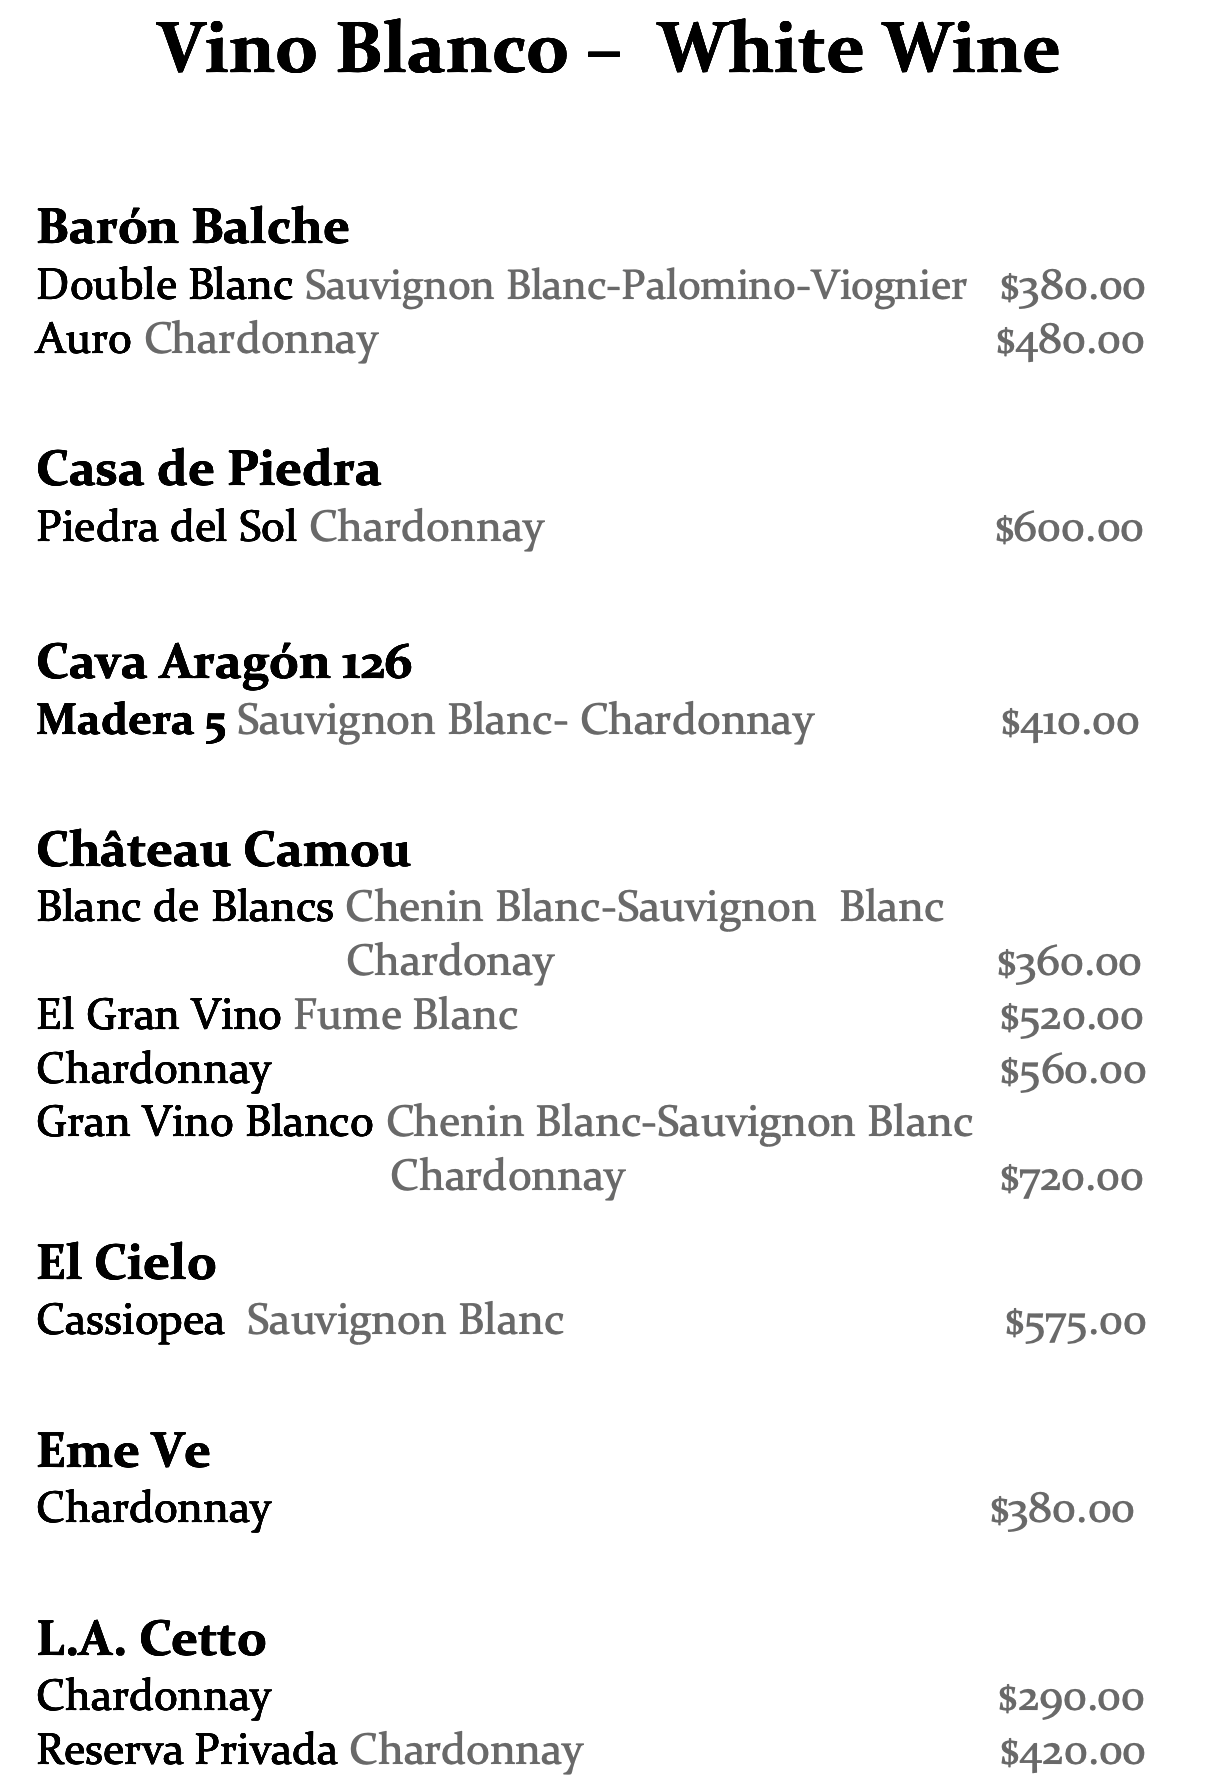 Vino Blanco – White Wine
Barón Balche
Double Blanc Sauvignon Blanc-Palomino-Viognier $380.00
Auro Chardonnay $480.00
Casa de Piedra
Piedra del Sol Chardonnay $600.00
Cava Aragón 126
Madera 5 Sauvignon Blanc- Chardonnay $410.00
Château Camou
Blanc de Blancs Chenin Blanc-Sauvignon Blanc
Chardonay $360.00
El Gran Vino Fume Blanc $520.00
Chardonnay $560.00
Gran Vino Blanco Chenin Blanc-Sauvignon Blanc
Chardonnay $720.00
El Cielo
Cassiopea Sauvignon Blanc $575.00
Eme Ve
Chardonnay $380.00
L.A. Cetto
Chardonnay $290.00
Reserva Privada Chardonnay $420.00